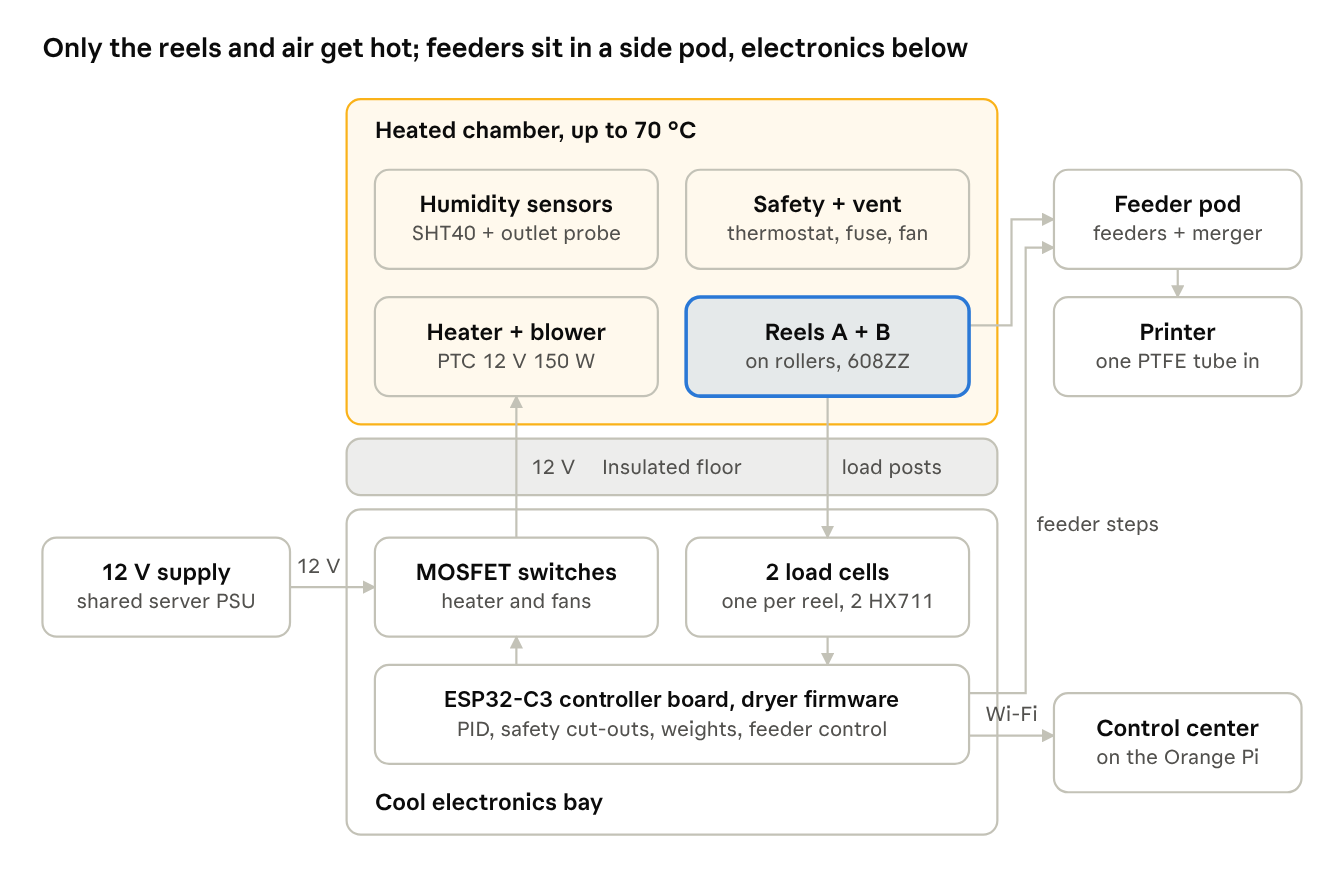 Only the reels and air get hot; feeders sit in a side pod, electronics below
Heated chamber, up to 70 °C
Humidity sensors
SHT40 + outlet probe
Safety + vent
thermostat, fuse, fan
Feeder pod
feeders + merger
Heater + blower
PTC 12 V 150 W
Reels A + B
on rollers, 608ZZ
Printer
one PTFE tube in
12 V
Insulated floor
load posts
feeder steps
12 V supply
shared server PSU
12 V
MOSFET switches
heater and fans
2 load cells
one per reel, 2 HX711
ESP32-C3 controller board, dryer firmware
PID, safety cut-outs, weights, feeder control
Wi-Fi
Control center
on the Orange Pi
Cool electronics bay